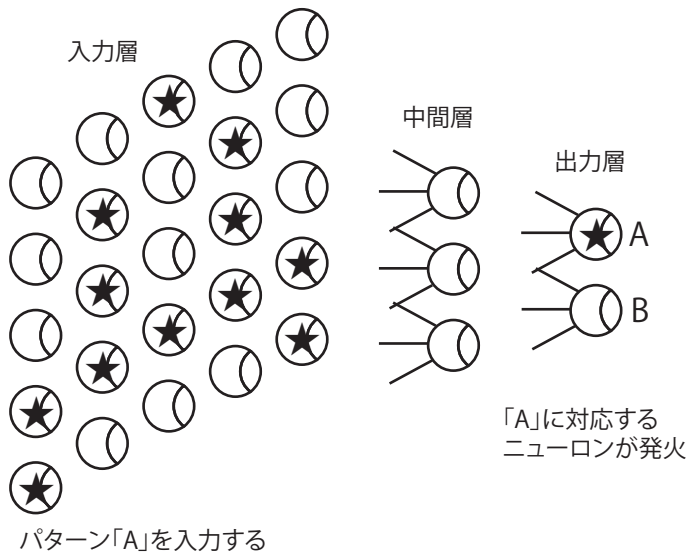 入力層
中間層
出力層
A
B
「A」に対応する
ニューロンが発火
パターン「A」を入力する